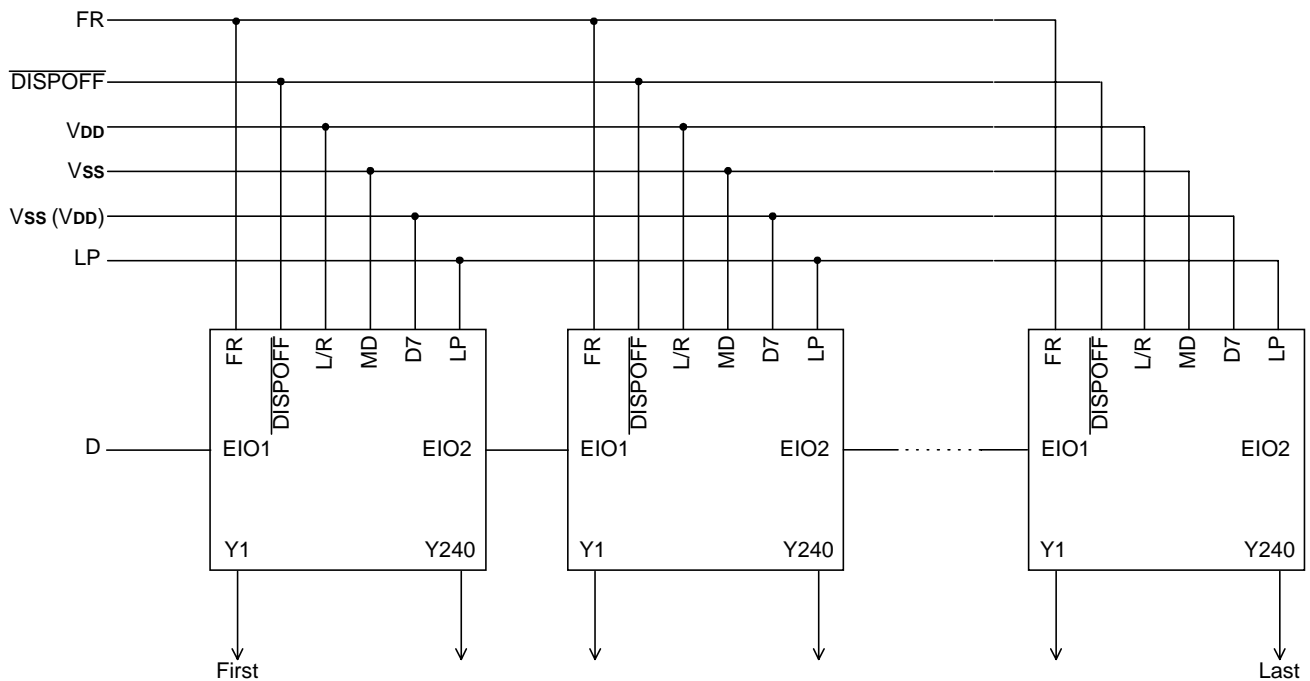 FR
DISPOFF
VDD
VSS
VSS (VDD)
LP
FR DISPOFF L/R MD D7 LP
FR DISPOFF L/R MD D7 LP
FR DISPOFF L/R MD D7 LP
D
EIO1 EIO2
EIO1 EIO2
EIO1 EIO2
Y1 Y240
Y1 Y240
Y1 Y240
First
Last